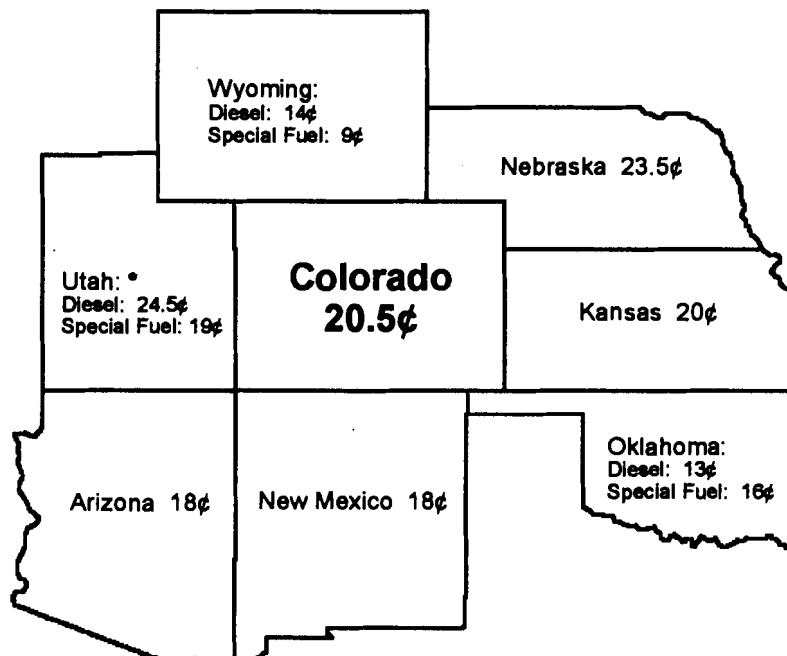 Wyoming:
Diesel: 14¢
Special Fuel: 9¢
Nebraska 23.5¢
Utah: *
Diesel: 24.5¢
Special Fuel: 19¢
Colorado
20.5¢
Kansas 20¢
Arizona 18¢
New Mexico 18¢
Oklahoma:
Diesel: 13¢
Special Fuel: 16¢